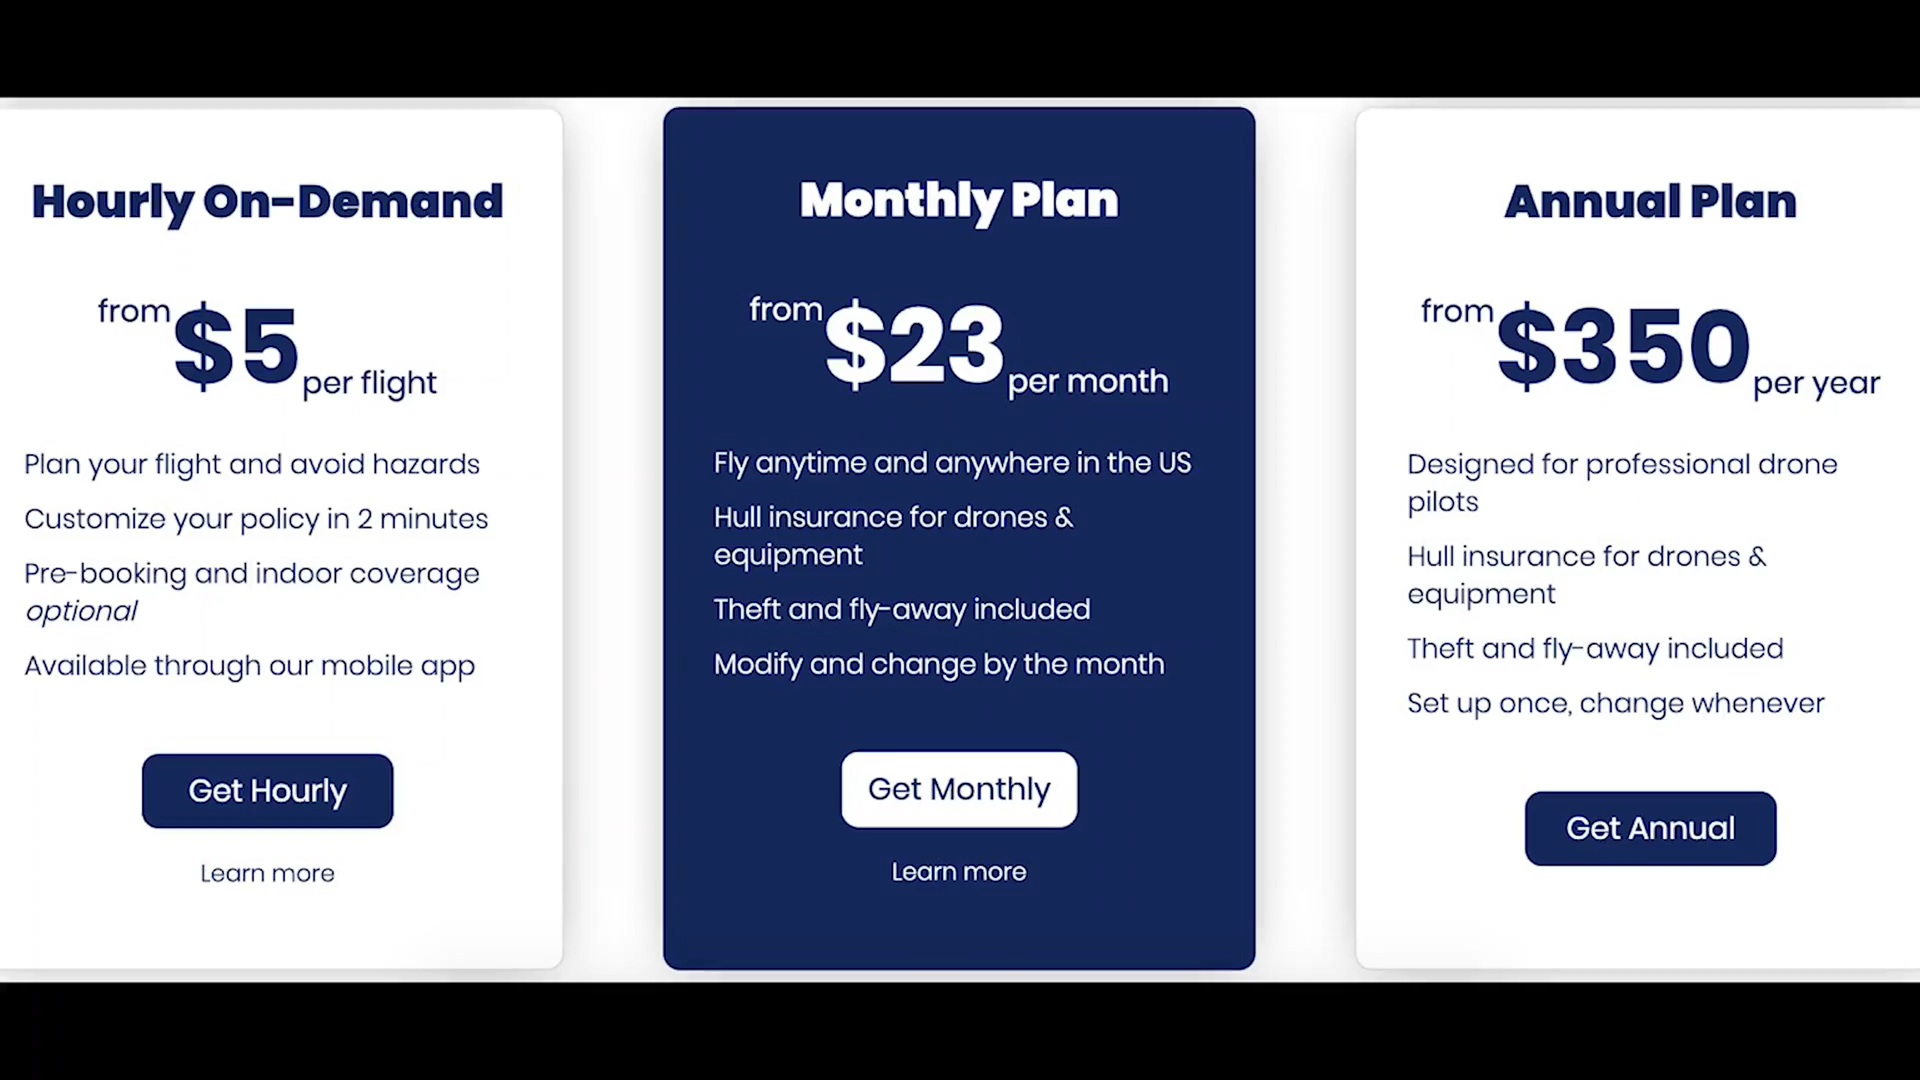 Hourly On-Demand
from $5 per flight
Plan your flight and avoid hazards
Customize your policy in 2 minutes
Pre-booking and indoor coverage
optional
Available through our mobile app
Get Hourly
Learn more
Monthly Plan
from $23 per month
Fly anytime and anywhere in the US
Hull insurance for drones &
equipment
Theft and fly-away included
Modify and change by the month
Get Monthly
Learn more
Annual Plan
from $350 per year
Designed for professional drone
pilots
Hull insurance for drones &
equipment
Theft and fly-away included
Set up once, change whenever
Get Annual